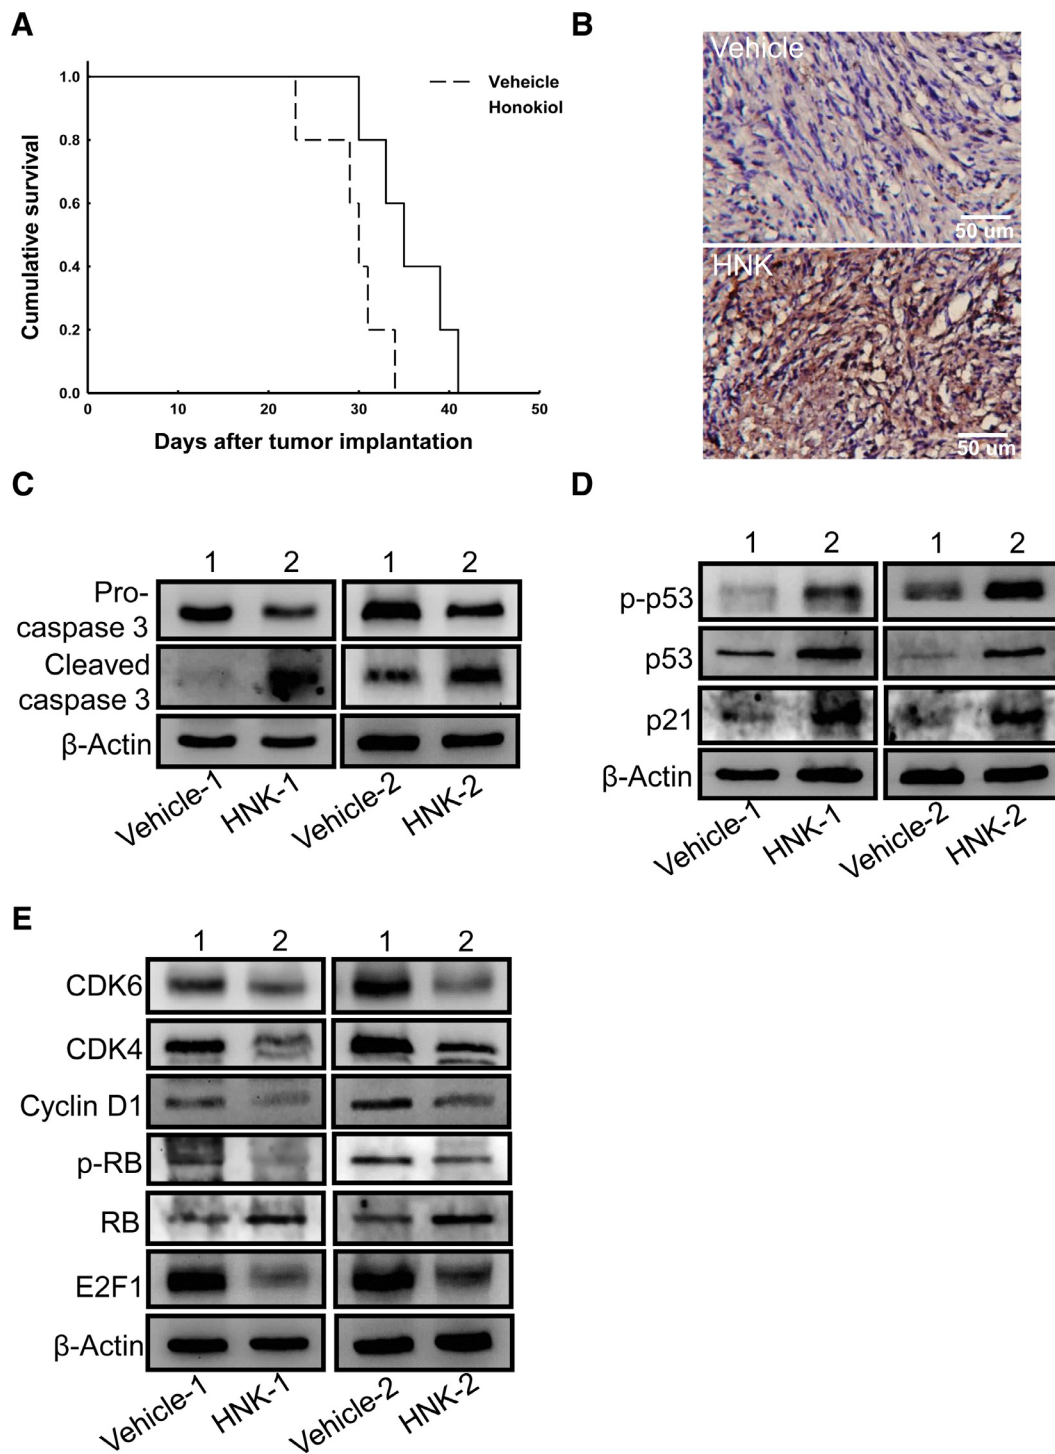 A
1.0
0.8
0.6
0.4
0.2
0.0
0 10 20 30 40 50
Cumulative survival
Days after tumor implantation
Veheicle
Honokiol
B
Vehicle
50 um
HNK
50 um
C
1 2 1 2
Pro-
caspase 3
Cleaved
caspase 3
β-Actin
Vehicle-1 HNK-1 Vehicle-2 HNK-2
D
1 2 1 2
p-p53
p53
p21
β-Actin
Vehicle-1 HNK-1 Vehicle-2 HNK-2
E
1 2 1 2
CDK6
CDK4
Cyclin D1
p-RB
RB
E2F1
β-Actin
Vehicle-1 HNK-1 Vehicle-2 HNK-2